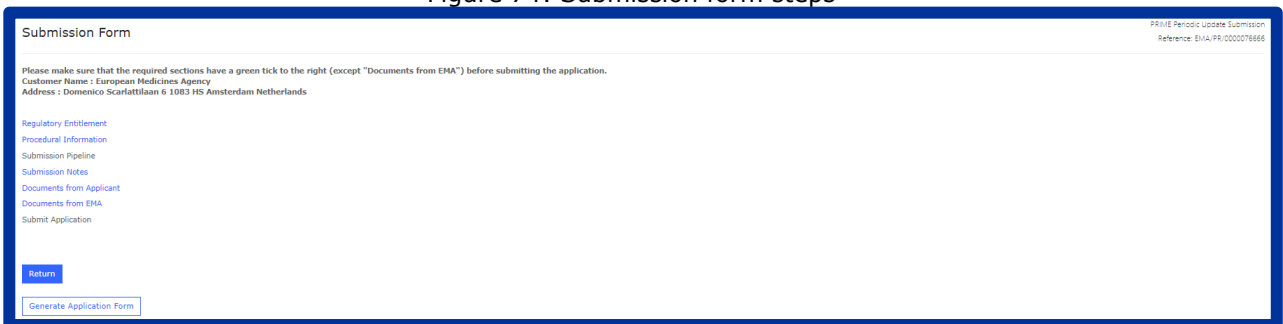 Figure 74. Submission form steps
Submission Form
PRIME Periodic Update Submission
Reference: EMA/PR/0000076666
Please make sure that the required sections have a green tick to the right (except "Documents from EMA") before submitting the application.
Customer Name : European Medicines Agency
Address : Domenico Scarlattilaan 6 1083 HS Amsterdam Netherlands
Regulatory Entitlement
Procedural Information
Submission Pipeline
Submission Notes
Documents from Applicant
Documents from EMA
Submit Application
Return
Generate Application Form